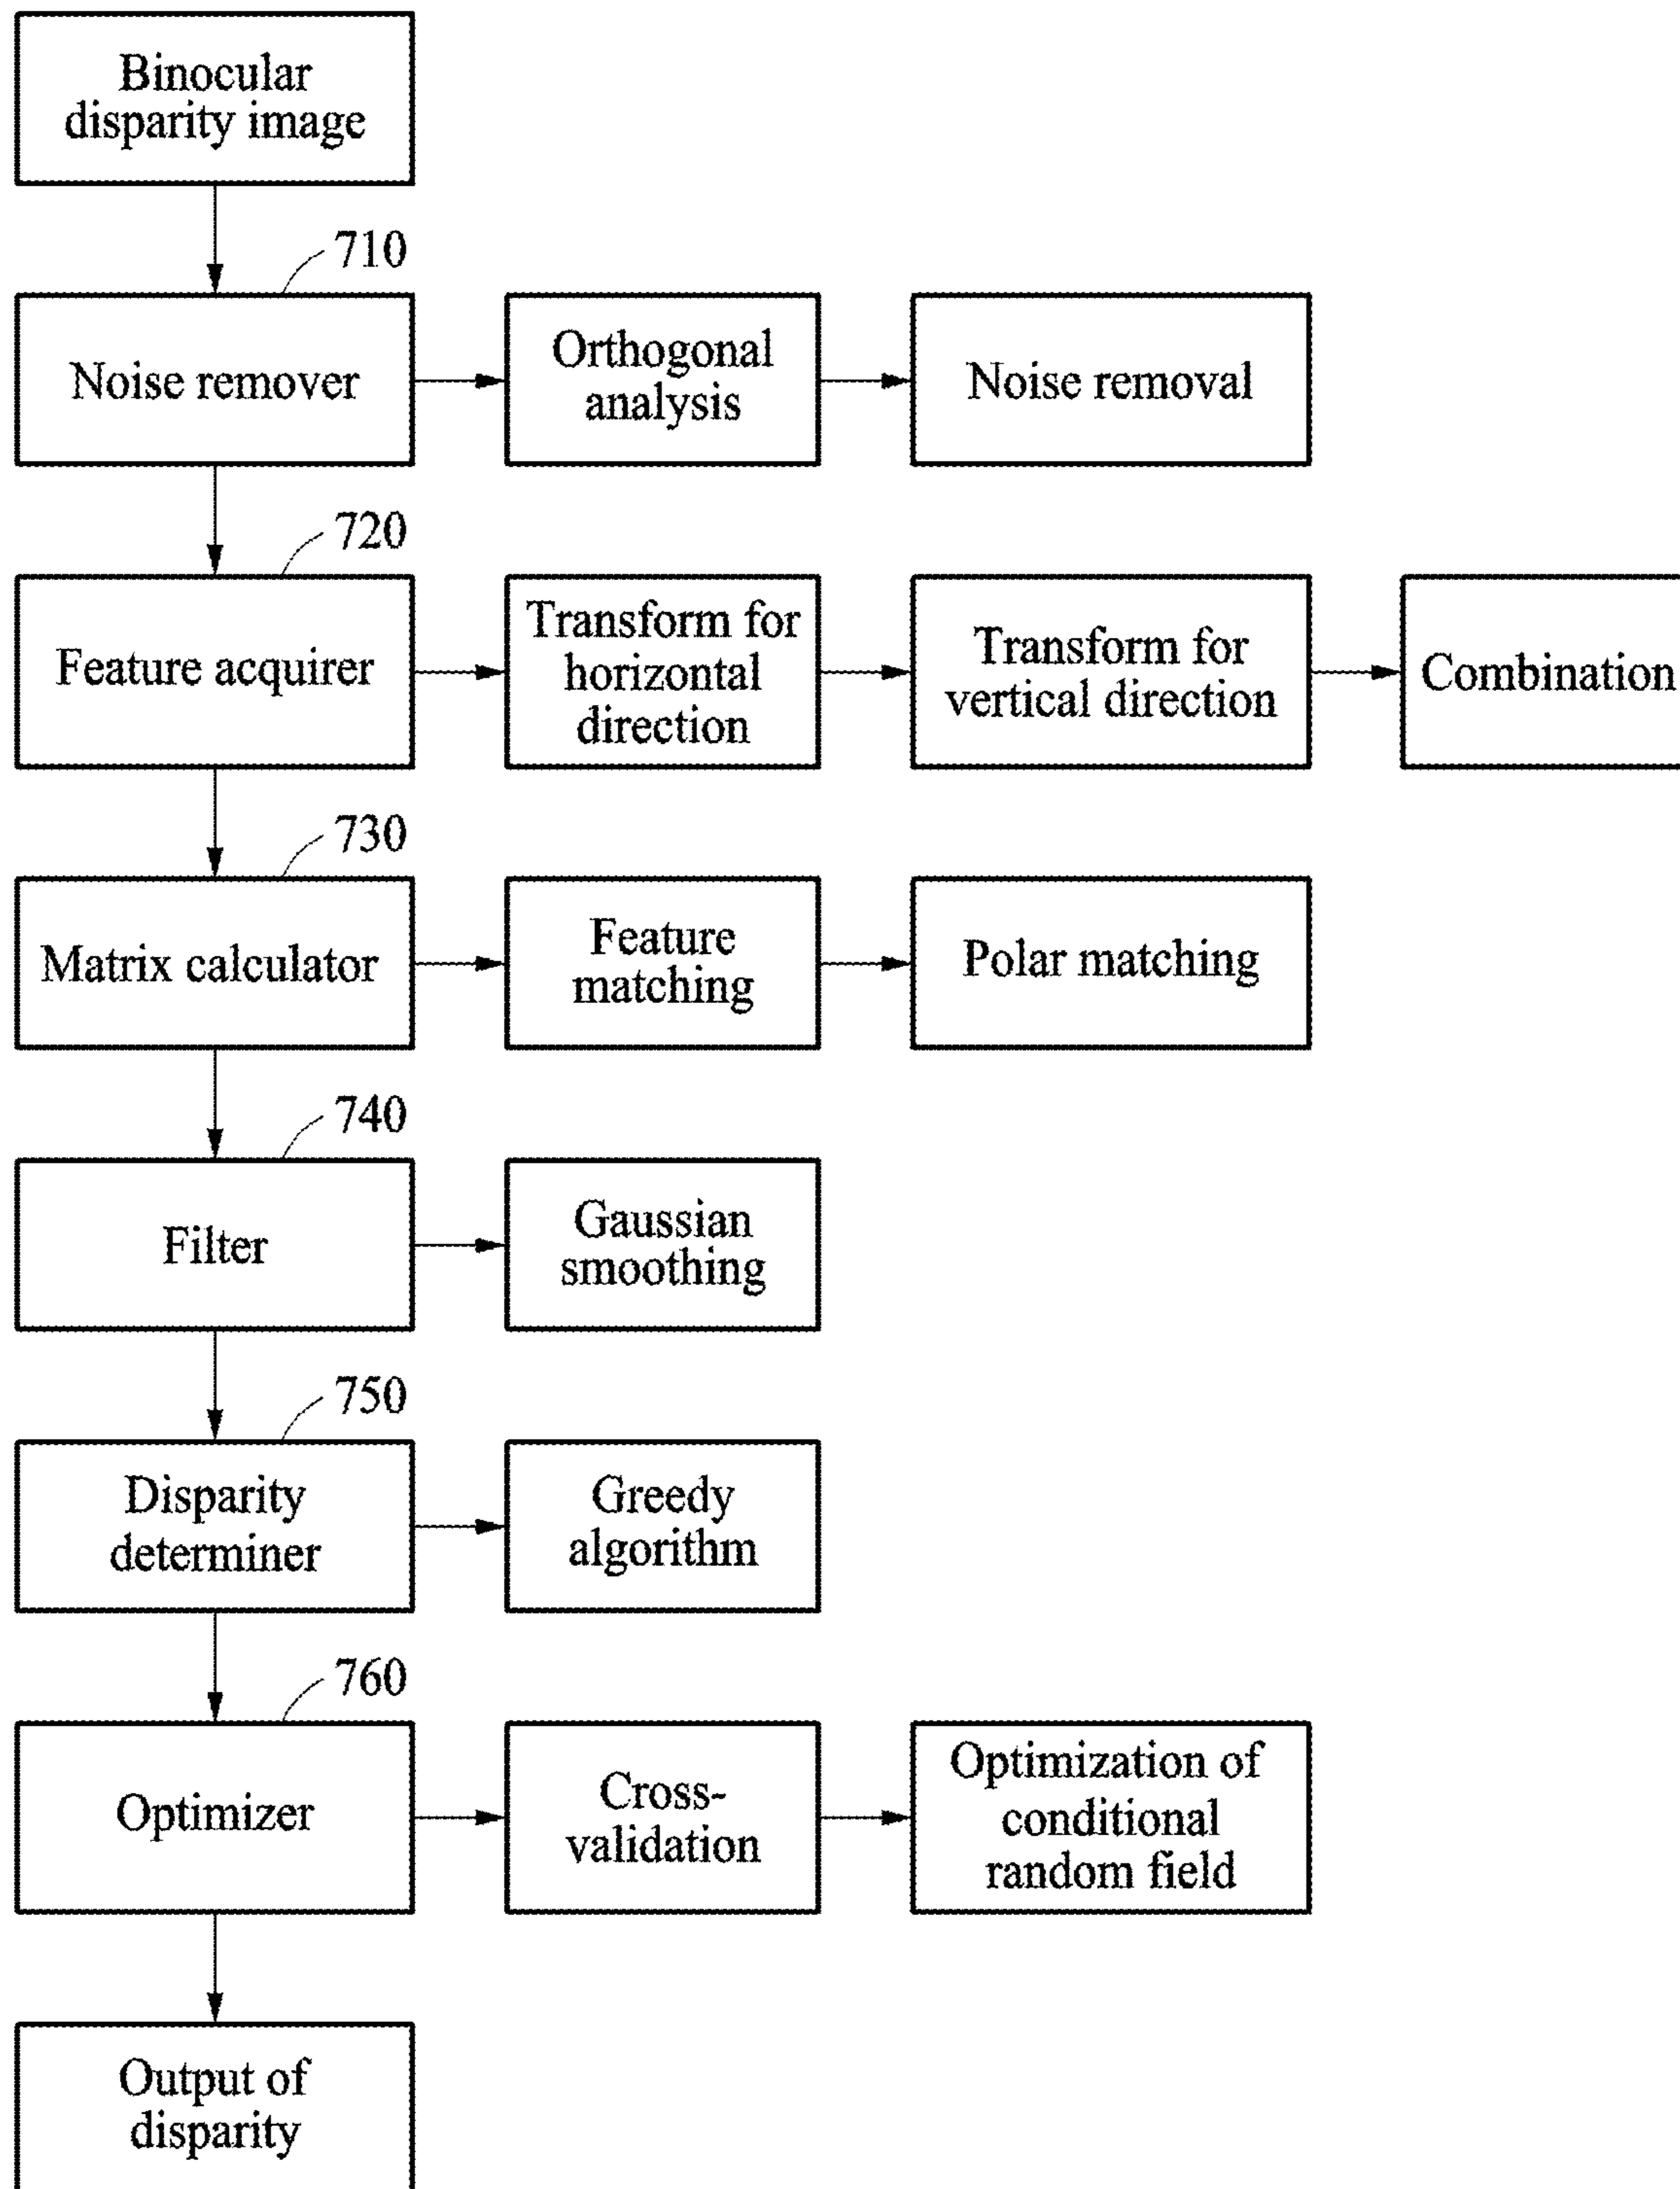 Binocular
disparity image
710
Noise remover
Orthogonal
analysis
Noise removal
720
Feature acquirer
Transform for
horizontal
direction
Transform for
vertical direction
Combination
730
Matrix calculator
Feature
matching
Polar matching
740
Filter
Gaussian
smoothing
750
Disparity
determiner
Greedy
algorithm
760
Optimizer
Cross-
validation
Optimization of
conditional
random field
Output of
disparity